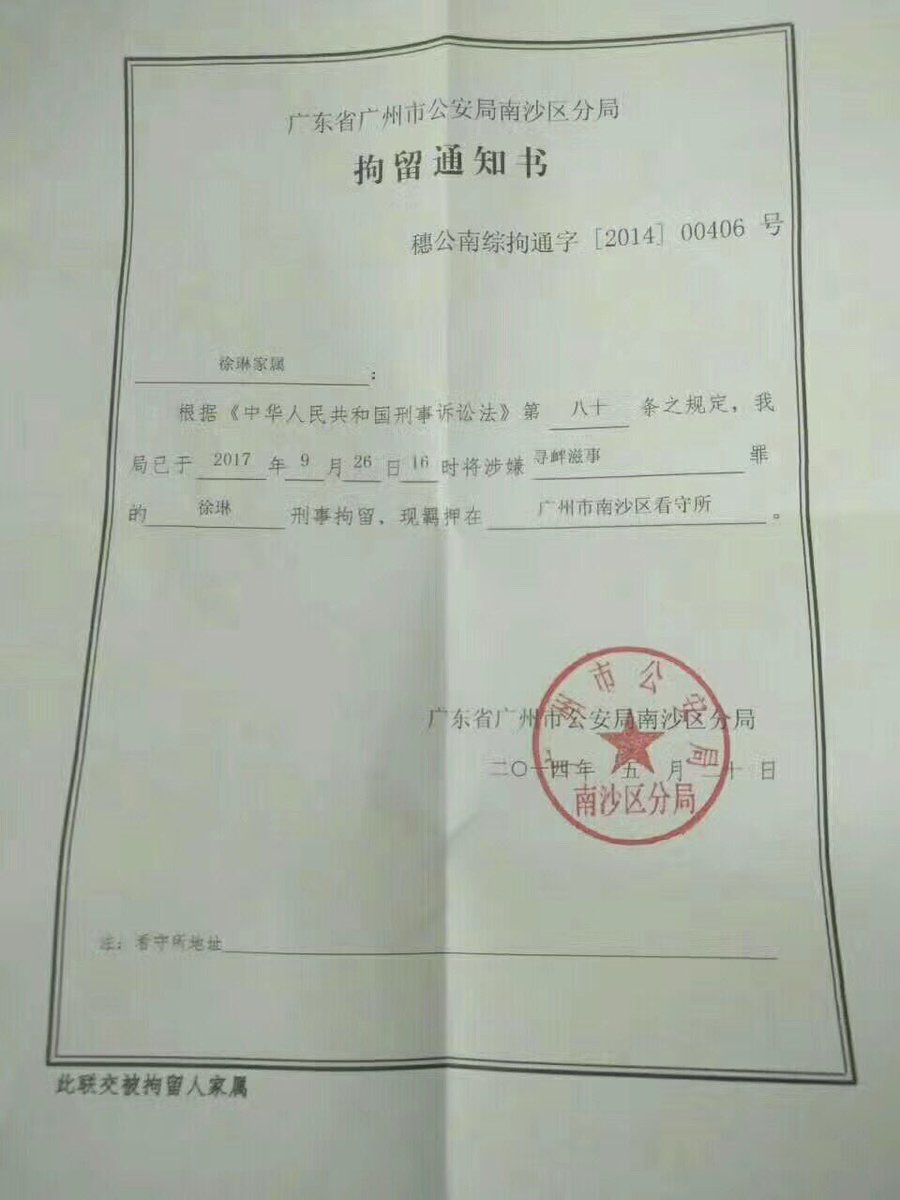 广东省广州市公安局南沙区分局
拘留通知书
穗公南综拘通字［2014］00406 号
徐琳家属：
根据《中华人民共和国刑事诉讼法》第 八十 条之规定，我
局已于 2017 年 9 月 26 日 16 时将涉嫌 寻衅滋事 罪
的 徐琳 刑事拘留，现羁押在 广州市南沙区看守所 。
广东省广州市公安局南沙区分局
二〇一四年 五 月 二十 日
广州市公安局
南沙区分局
注：看守所地址
此联交被拘留人家属